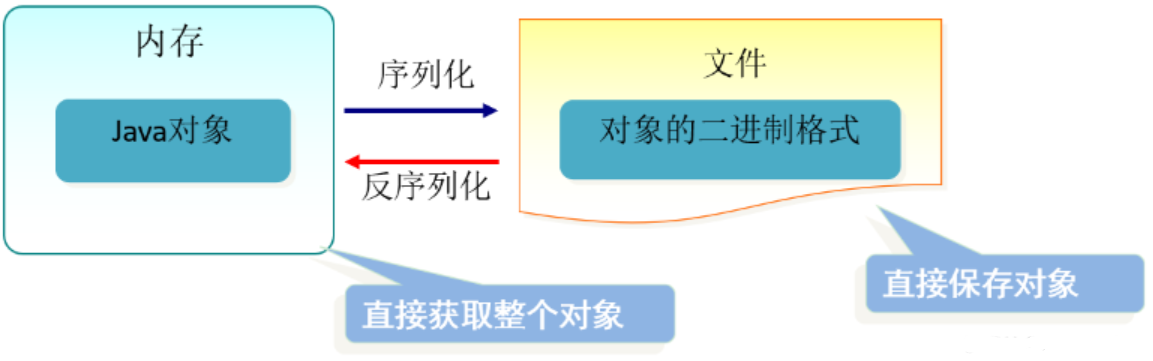 内存
Java对象
序列化
反序列化
文件
对象的二进制格式
直接获取整个对象
直接保存对象